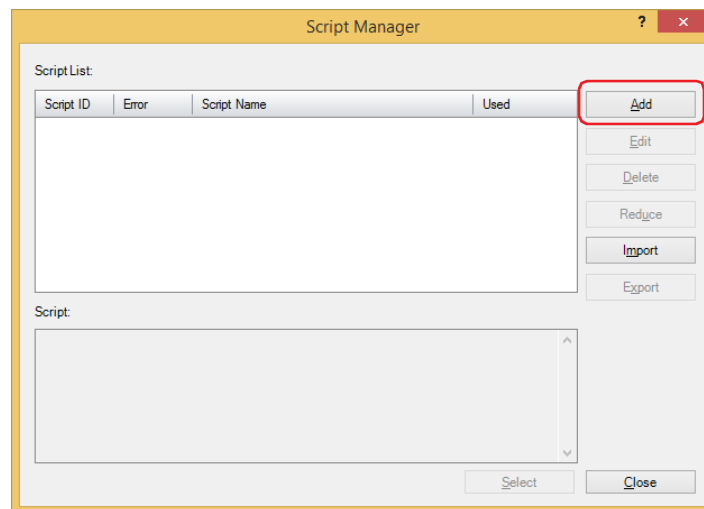 Script Manager
?
×
Script List:
Script ID Error Script Name Used
Add
Edit
Delete
Reduce
Import
Export
Script:
Select Close